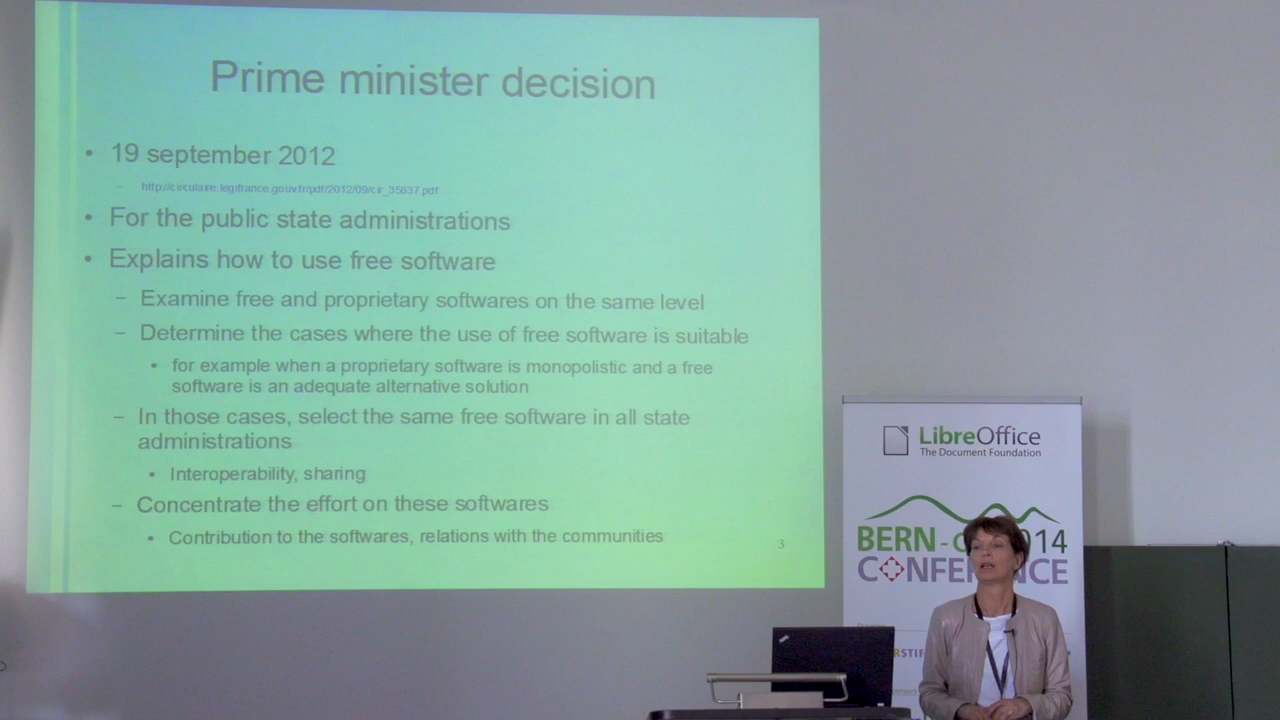 Prime minister decision
• 19 september 2012
– http://circulaire.legifrance.gouv.fr/pdf/2012/09/cir_35837.pdf
• For the public state administrations
• Explains how to use free software
– Examine free and proprietary softwares on the same level
– Determine the cases where the use of free software is suitable
• for example when a proprietary software is monopolistic and a free
software is an adequate alternative solution
– In those cases, select the same free software in all state
administrations
• Interoperability, sharing
– Concentrate the effort on these softwares
• Contribution to the softwares, relations with the communities
3
LibreOffice
The Document Foundation
BERN - 014
CONFERENCE